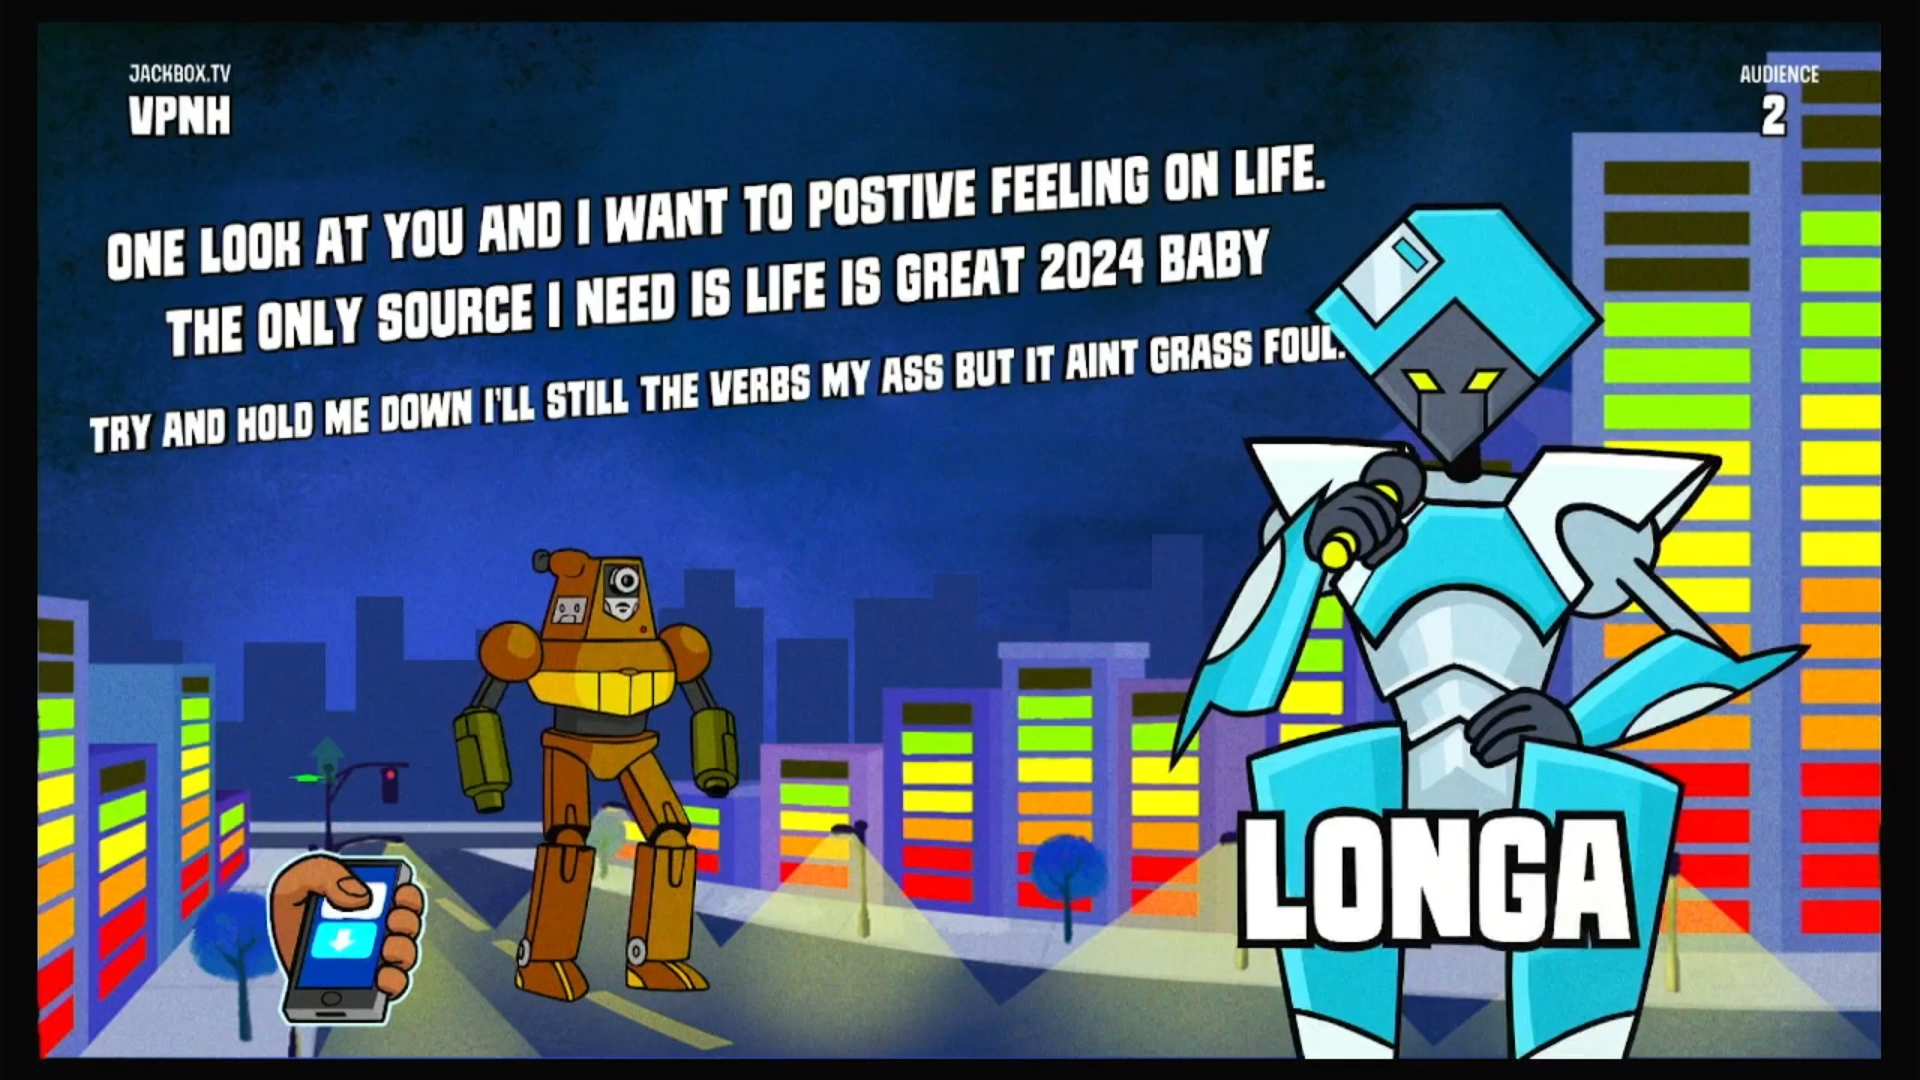 JACKBOX.TV
VPNH
AUDIENCE
2
ONE LOOK AT YOU AND I WANT TO POSTIVE FEELING ON LIFE.
THE ONLY SOURCE I NEED IS LIFE IS GREAT 2024 BABY
TRY AND HOLD ME DOWN I'LL STILL THE VERBS MY ASS BUT IT AINT GRASS FOUL.
LONGA